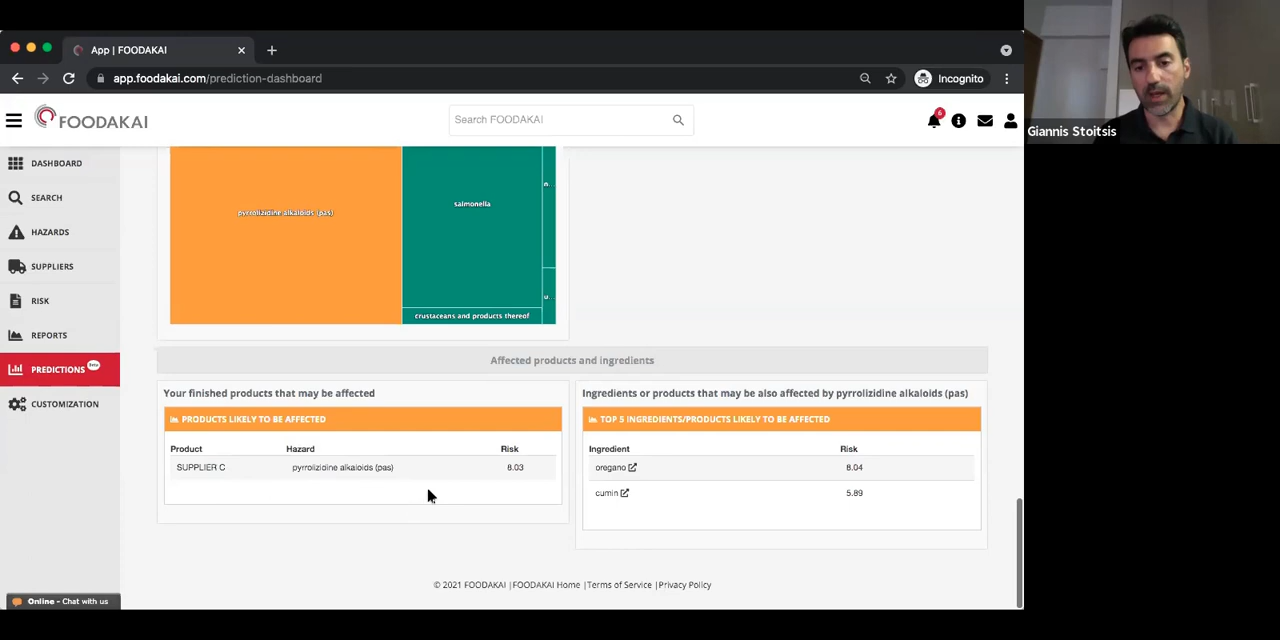 App | FOODAKAI
app.foodakai.com/prediction-dashboard
Incognito
FOODAKAI
Search FOODAKAI
6
Giannis Stoitsis
DASHBOARD
SEARCH
HAZARDS
SUPPLIERS
RISK
REPORTS
PREDICTIONS Beta
CUSTOMIZATION
pyrrolizidine alkaloids (pas)
salmonella
n...
u...
crustaceans and products thereof
Affected products and ingredients
Your finished products that may be affected
PRODUCTS LIKELY TO BE AFFECTED
Product Hazard Risk
SUPPLIER C pyrrolizidine alkaloids (pas) 8.03
Ingredients or products that may be also affected by pyrrolizidine alkaloids (pas)
TOP 5 INGREDIENTS/PRODUCTS LIKELY TO BE AFFECTED
Ingredient Risk
oregano 8.04
cumin 5.89
© 2021 FOODAKAI |FOODAKAI Home |Terms of Service |Privacy Policy
Online - Chat with us